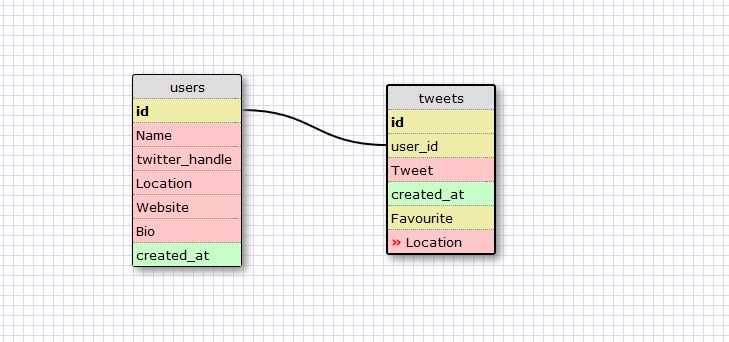 users
id
Name
twitter_handle
Location
Website
Bio
created_at
tweets
id
user_id
Tweet
created_at
Favourite
» Location